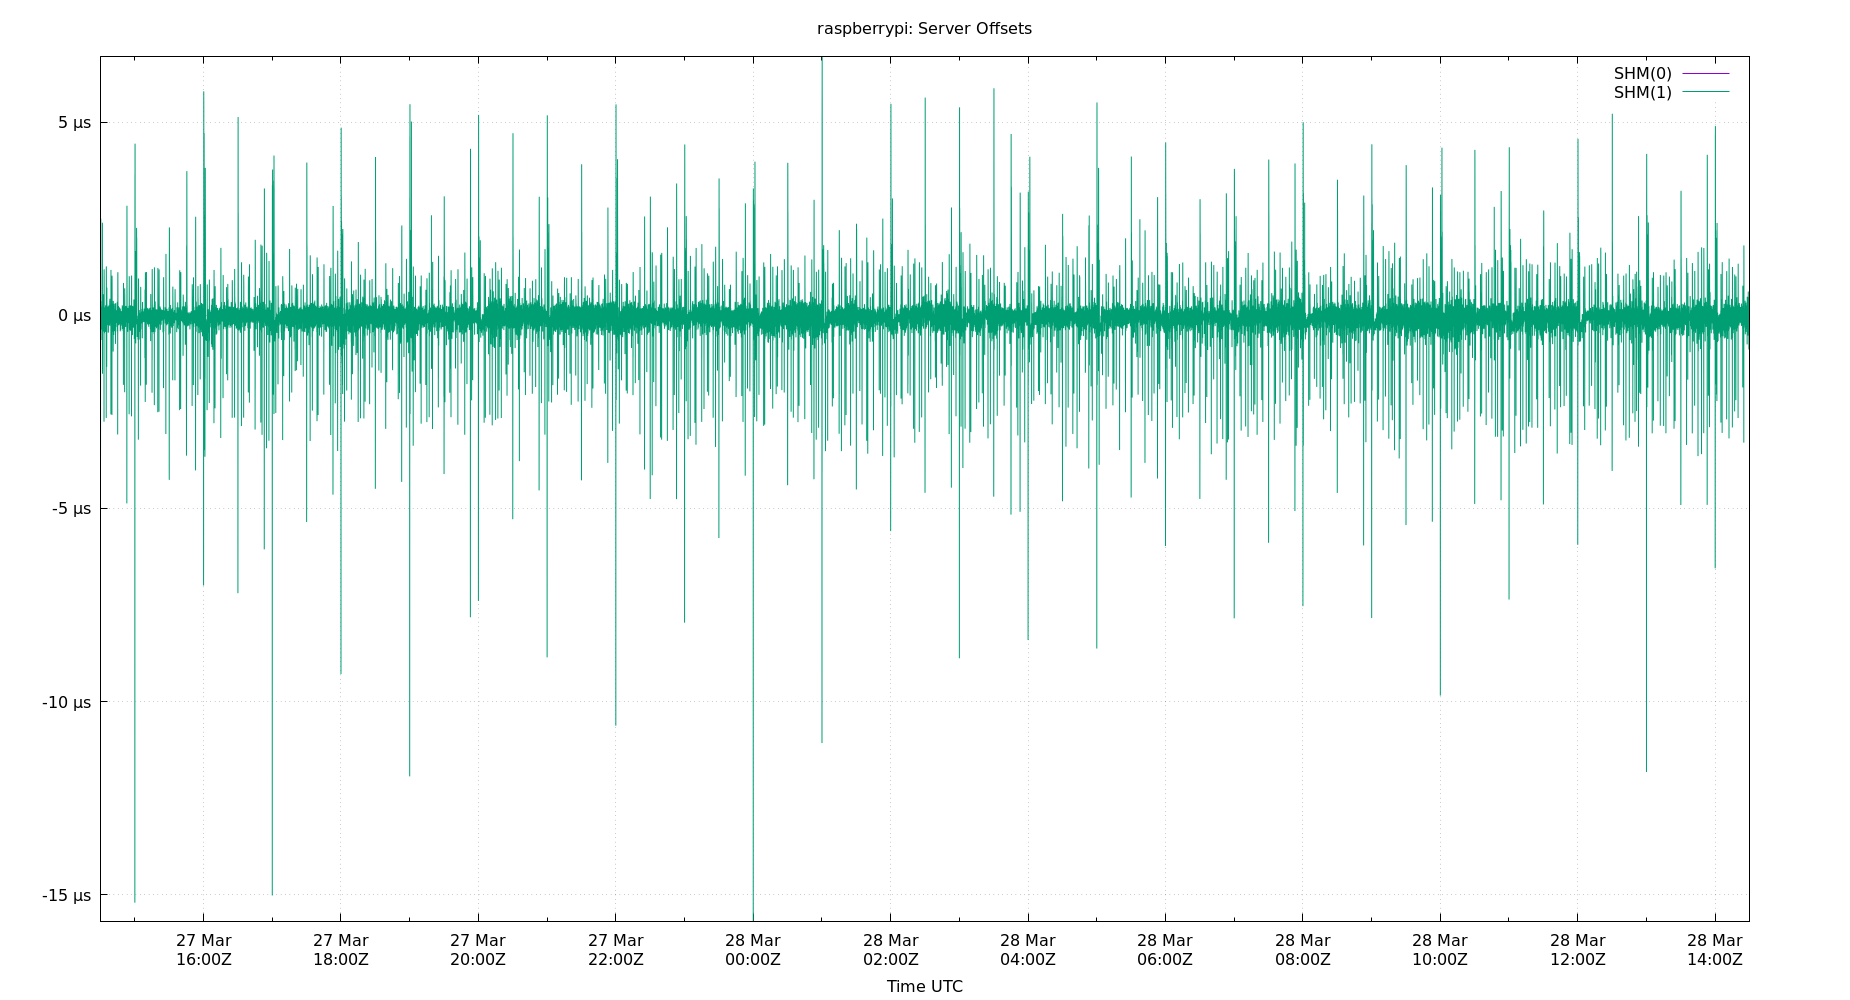 raspberrypi: Server Offsets
SHM(0)
SHM(1)
5 µs
0 µs
-5 µs
-10 µs
-15 µs
27 Mar 27 Mar 27 Mar 27 Mar 28 Mar 28 Mar 28 Mar 28 Mar 28 Mar 28 Mar 28 Mar 28 Mar
16:00Z 18:00Z 20:00Z 22:00Z 00:00Z 02:00Z 04:00Z 06:00Z 08:00Z 10:00Z 12:00Z 14:00Z
Time UTC